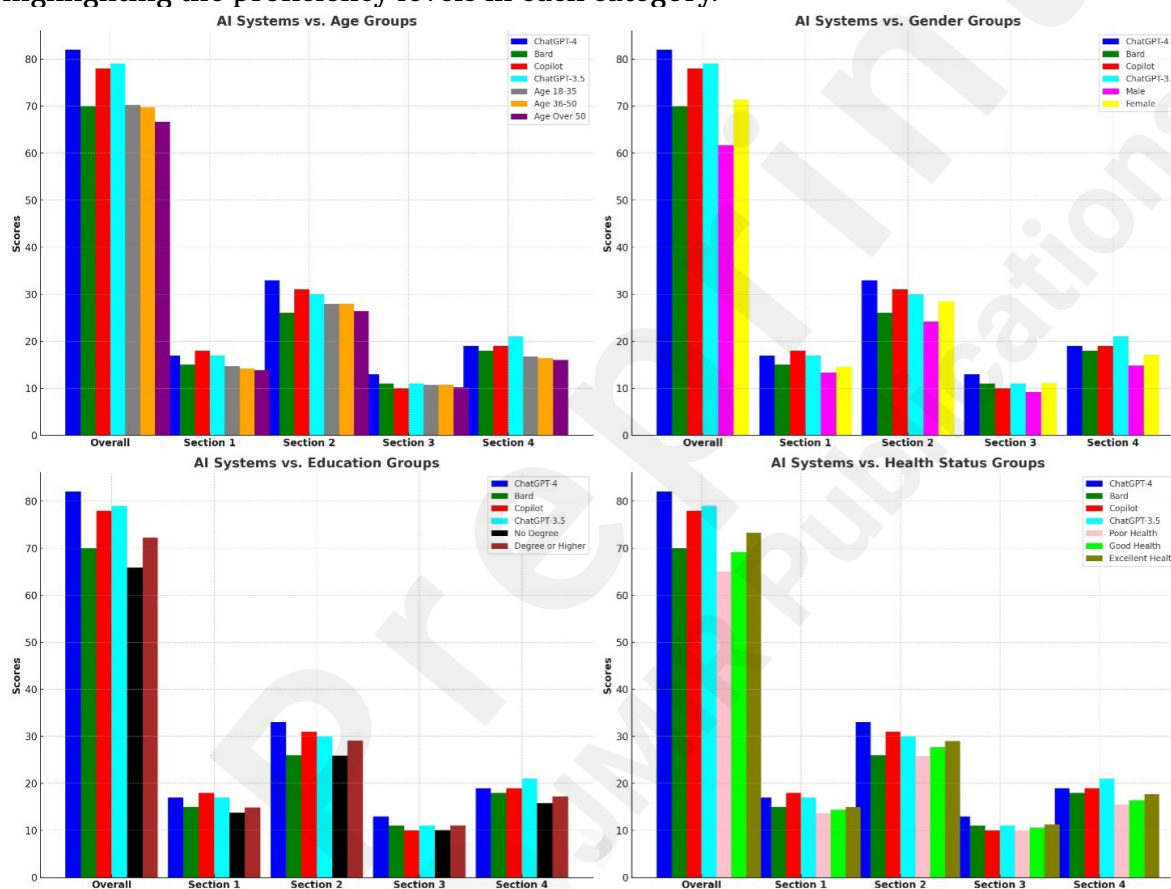 highlighting the proficiency levels in each category.
AI Systems vs. Age Groups
ChatGPT-4
Bard
Copilot
ChatGPT-3.5
Age 18-35
Age 36-50
Age Over 50
Scores
80
70
60
50
40
30
20
10
0
Overall Section 1 Section 2 Section 3 Section 4
AI Systems vs. Gender Groups
ChatGPT-4
Bard
Copilot
ChatGPT-3.
Male
Female
Scores
80
70
60
50
40
30
20
10
0
Overall Section 1 Section 2 Section 3 Section 4
AI Systems vs. Education Groups
ChatGPT-4
Bard
Copilot
ChatGPT-3.5
No Degree
Degree or Higher
Scores
80
70
60
50
40
30
20
10
0
Overall Section 1 Section 2 Section 3 Section 4
AI Systems vs. Health Status Groups
ChatGPT-4
Bard
Copilot
ChatGPT-3.5
Poor Health
Good Health
Excellent Healt
Scores
80
70
60
50
40
30
20
10
0
Overall Section 1 Section 2 Section 3 Section 4
Preprint
JMIR Publications